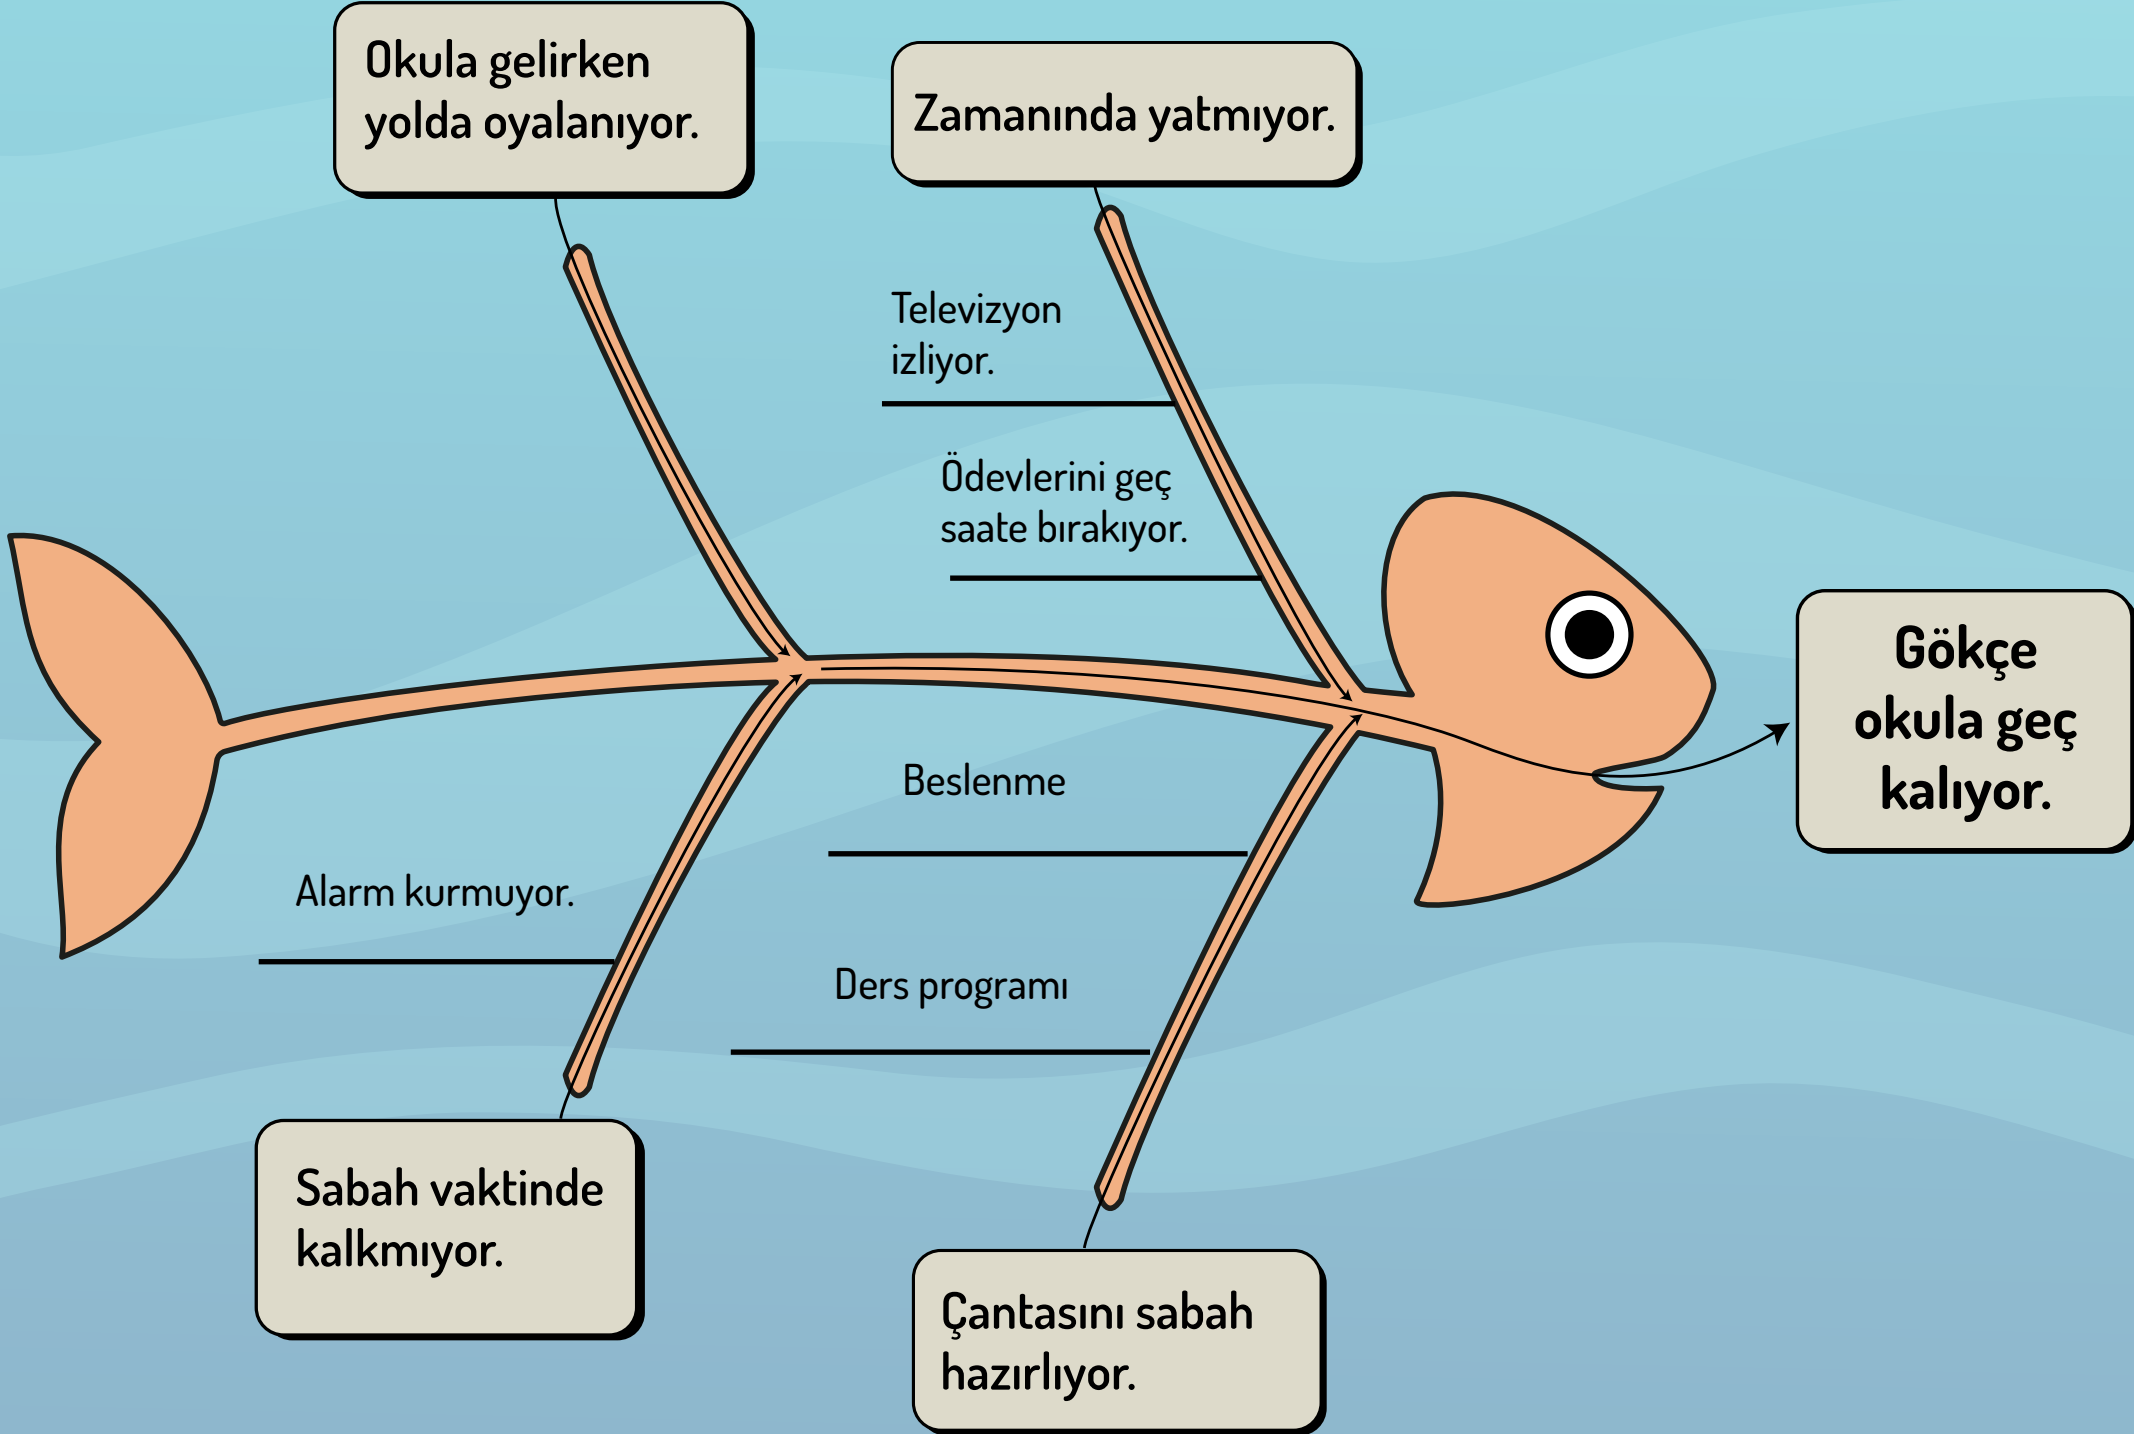 Okula gelirken
yolda oyalanıyor.
Zamanında yatmıyor.
Televizyon
izliyor.
Ödevlerini geç
saate bırakıyor.
Gökçe
okula geç
kalıyor.
Beslenme
Alarm kurmuyor.
Ders programı
Sabah vaktinde
kalkmıyor.
Çantasını sabah
hazırlıyor.